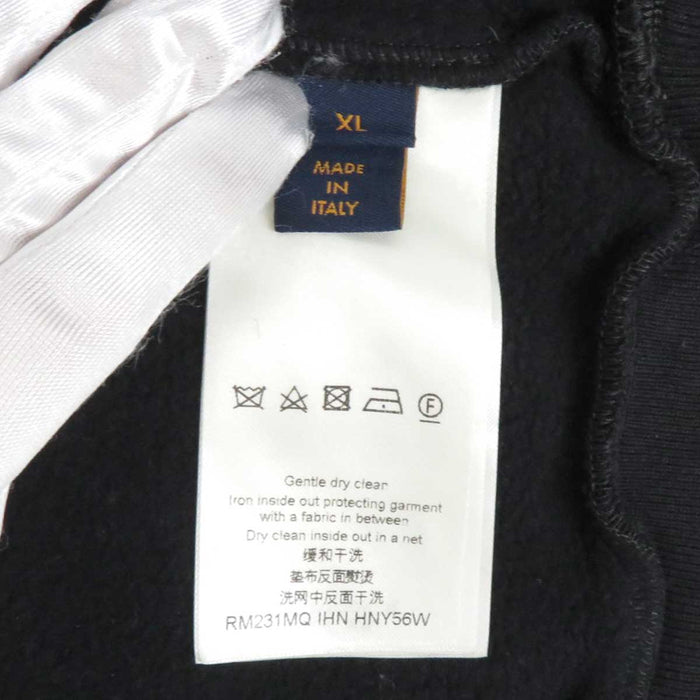 XL
MADE
IN
ITALY
F
Gentle dry clean
Iron inside out protecting garment
with a fabric in between
Dry clean inside out in a net
缓和干洗
垫布反面熨烫
洗网中反面干洗
RM231MQ IHN HNY56W